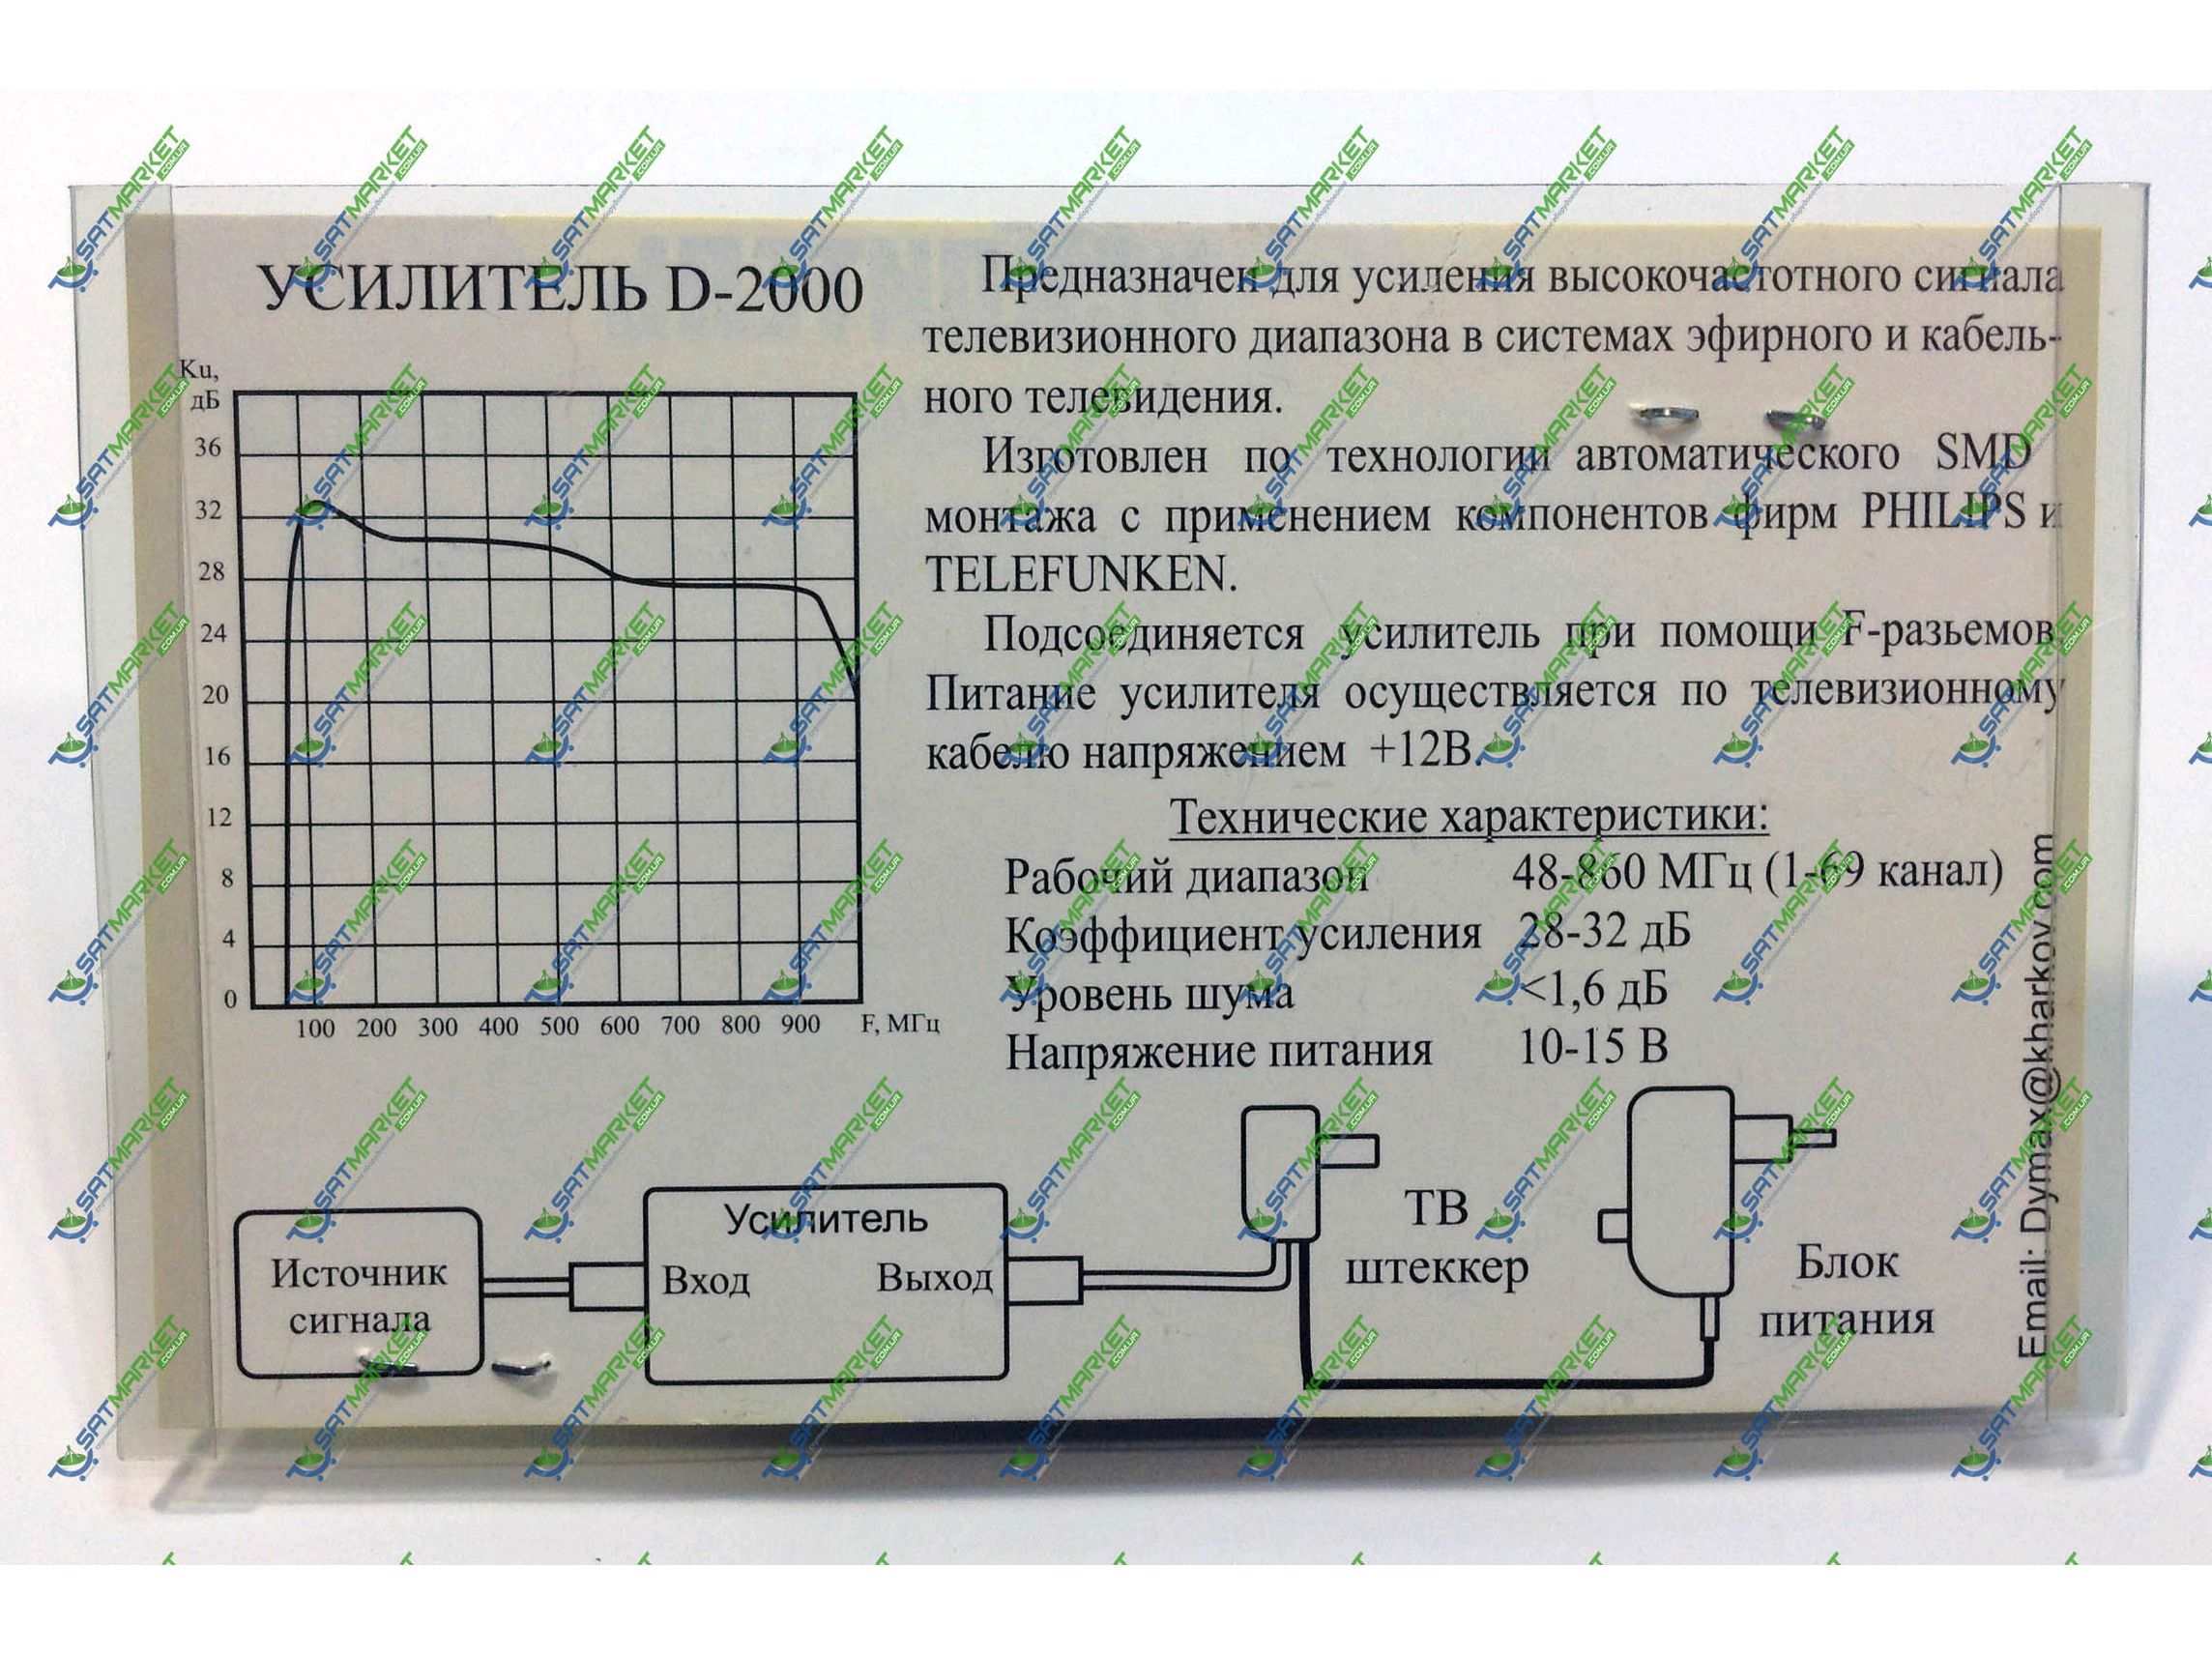 УСИЛИТЕЛЬ D-2000
Ku,
дБ
36
32
28
24
20
16
12
8
4
0
100 200 300 400 500 600 700 800 900 F, МГц
Предназначен для усиления высокочастотного сигнала
телевизионного диапазона в системах эфирного и кабель-
ного телевидения.
Изготовлен по технологии автоматического SMD
монтажа с применением компонентов фирм PHILIPS и
TELEFUNKEN.
Подсоединяется усилитель при помощи F-разьемов.
Питание усилителя осуществляется по телевизионному
кабелю напряжением +12В.
Технические характеристики:
Рабочий диапазон 48-860 МГц (1-69 канал)
Коэффициент усиления 28-32 дБ
Уровень шума <1,6 дБ
Напряжение питания 10-15 В
Источник
сигнала
Усилитель
Вход Выход
ТВ
штеккер
Блок
питания
Email: Dymax@kharkov.com
SATMARKET
.COM.UA